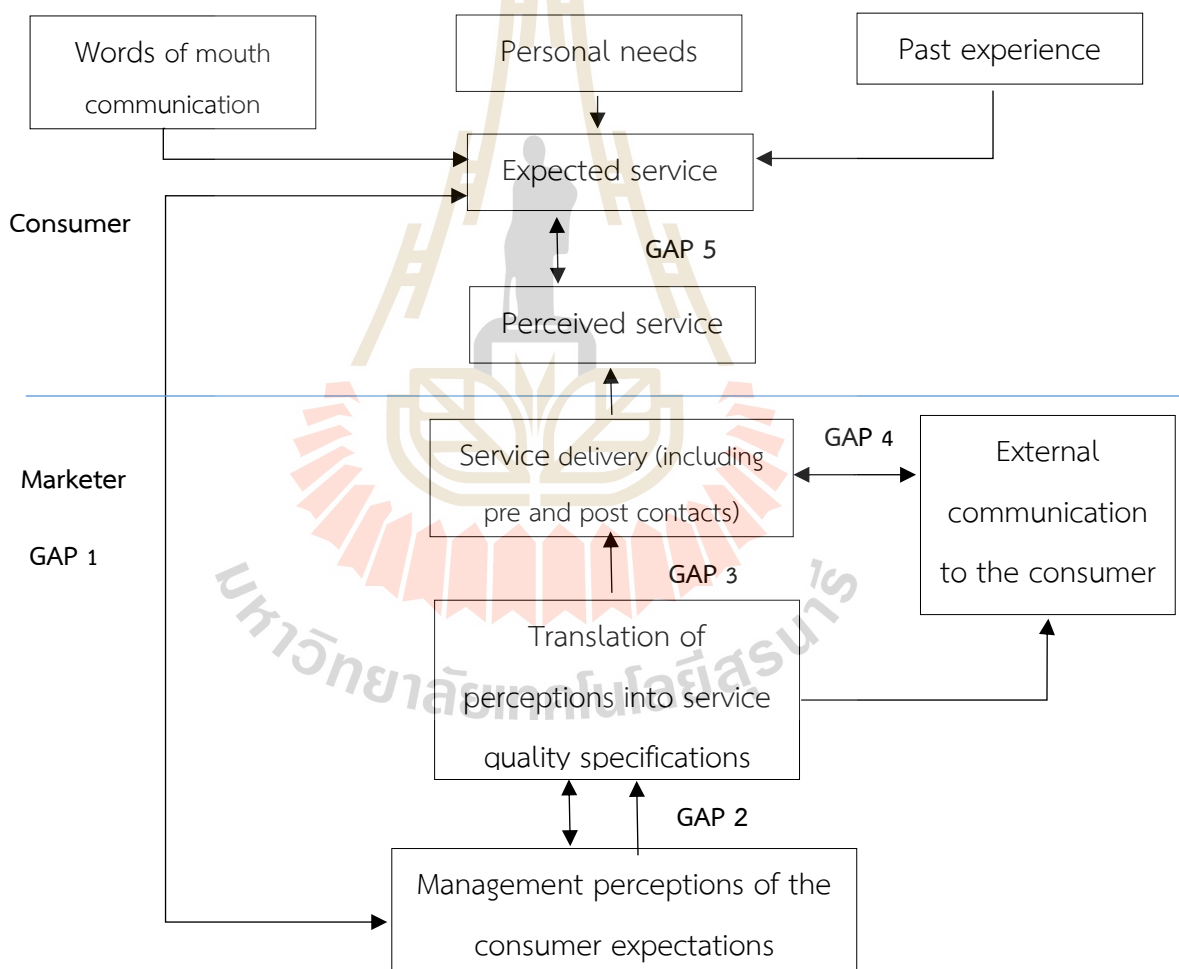 Words of mouth
communication
Personal needs
Past experience
Expected service
Consumer
GAP 5
Perceived service
Marketer
GAP 1
Service delivery (including
pre and post contacts)
GAP 4
External
communication
to the consumer
GAP 3
Translation of
perceptions into service
quality specifications
GAP 2
Management perceptions of the
consumer expectations
มหาวิทยาลัยเทคโนโลยีสุรนารี